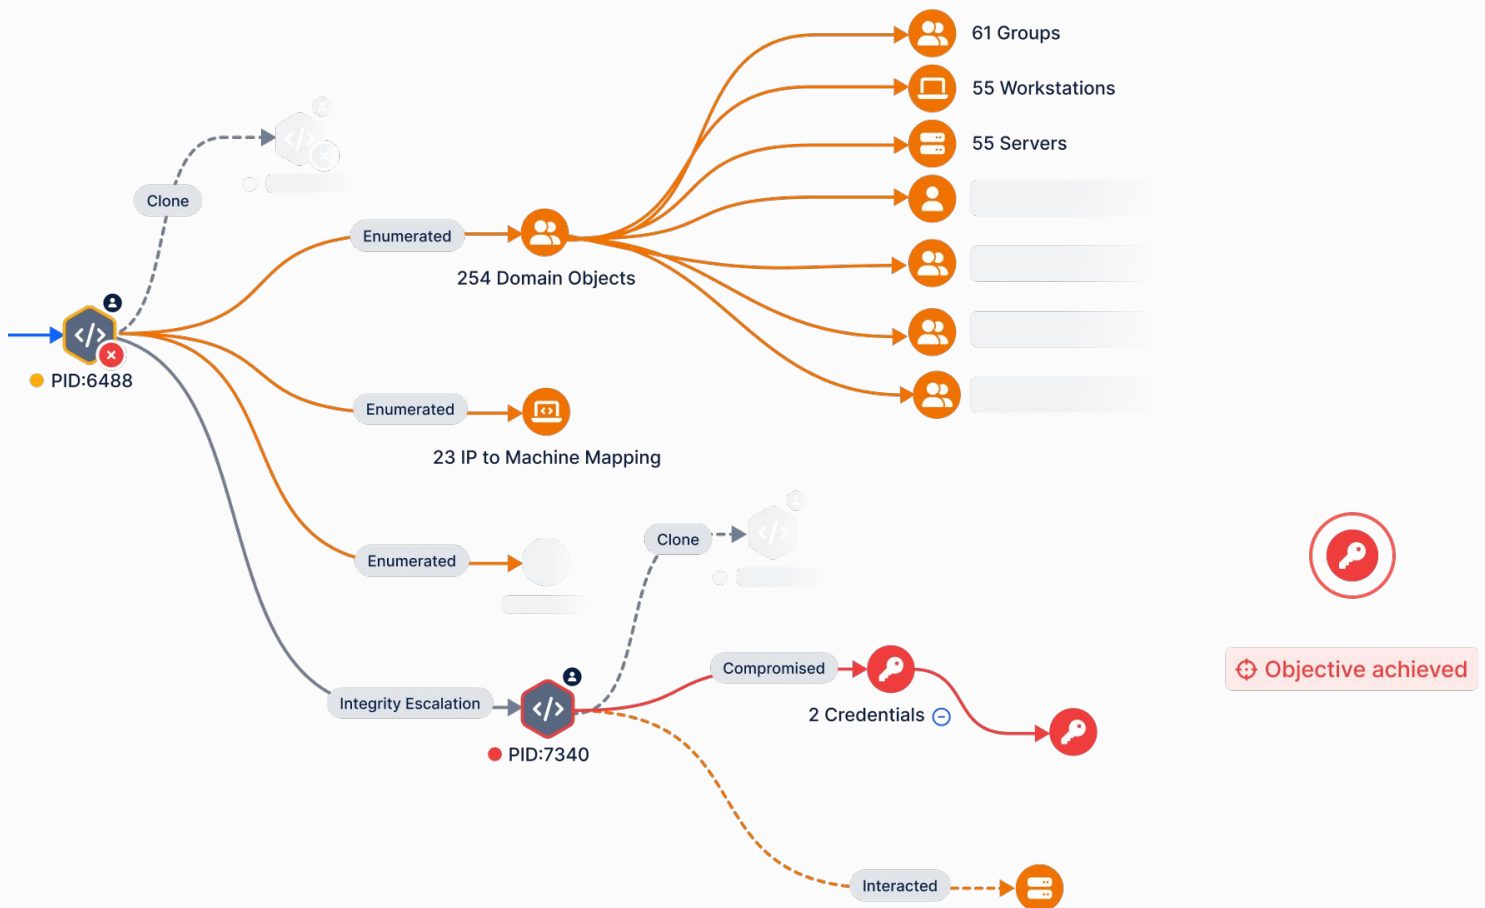 61 Groups
55 Workstations
55 Servers
Clone
Enumerated
254 Domain Objects
PID:6488
Enumerated
23 IP to Machine Mapping
Clone
Enumerated
Compromised
Objective achieved
Integrity Escalation
2 Credentials
PID:7340
Interacted